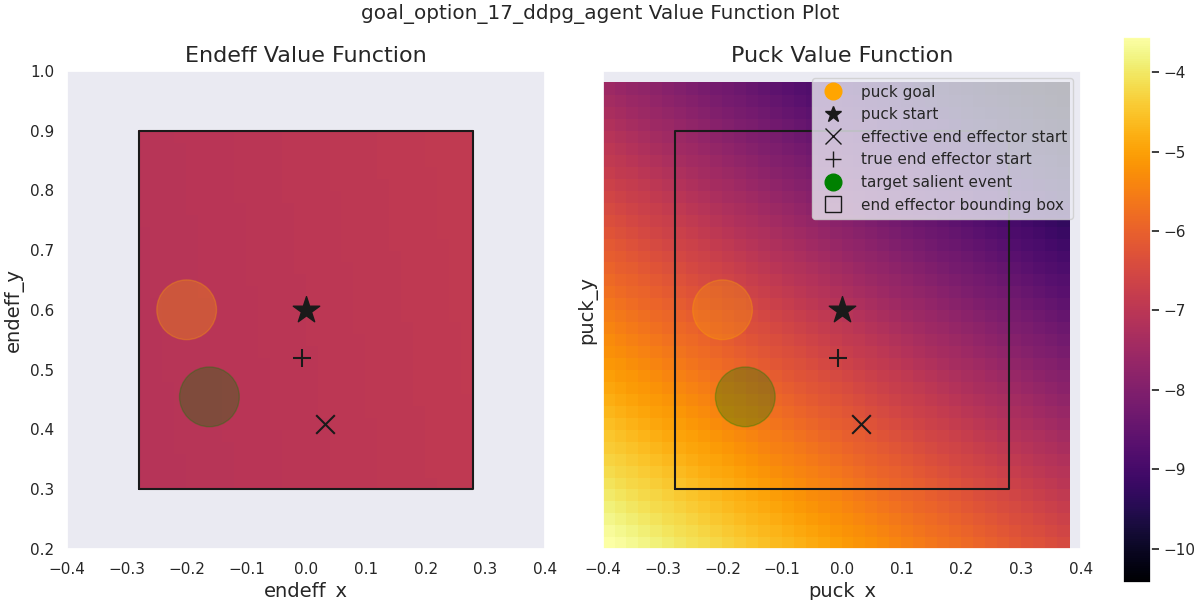 goal_option_17_ddpg_agent Value Function Plot
Endeff Value Function
1.0
0.9
0.8
0.7
0.6
0.5
0.4
0.3
0.2
endeff_y
−0.4 −0.3 −0.2 −0.1 0.0 0.1 0.2 0.3 0.4
endeff_x
Puck Value Function
puck goal
puck start
effective end effector start
true end effector start
target salient event
end effector bounding box
puck_y
−0.4 −0.3 −0.2 −0.1 0.0 0.1 0.2 0.3 0.4
puck_x
−4
−5
−6
−7
−8
−9
−10